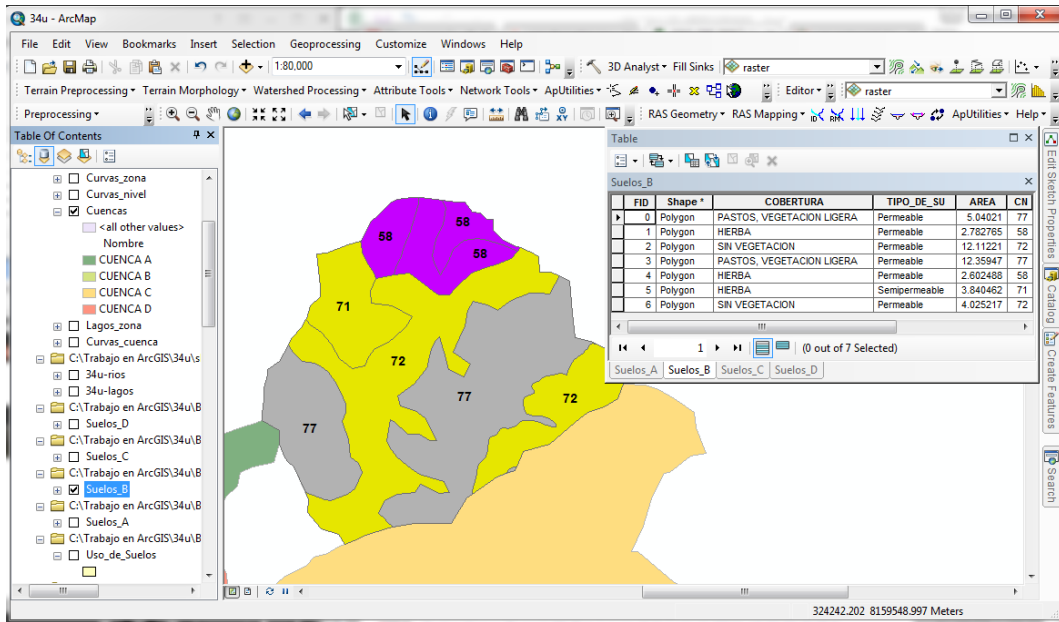 34u - ArcMap
File Edit View Bookmarks Insert Selection Geoprocessing Customize Windows Help
1:80,000 3D Analyst Fill Sinks raster
Terrain Preprocessing Terrain Morphology Watershed Processing Attribute Tools Network Tools ApUtilities Editor raster
Preprocessing RAS Geometry RAS Mapping ID RiR ApUtilities Help
Table Of Contents
Curvas_zona
Curvas_nivel
Cuencas
<all other values>
Nombre
CUENCA A
CUENCA B
CUENCA C
CUENCA D
Lagos_zona
Curvas_cuenca
C:\Trabajo en ArcGIS\34u\s
34u-rios
34u-lagos
C:\Trabajo en ArcGIS\34u\B
Suelos_D
C:\Trabajo en ArcGIS\34u\B
Suelos_C
C:\Trabajo en ArcGIS\34u\B
Suelos_B
C:\Trabajo en ArcGIS\34u\B
Suelos_A
C:\Trabajo en ArcGIS\34u\B
Uso_de_Suelos
58
58
58
71
72
77
72
77
Table
Suelos_B
FID Shape * COBERTURA TIPO_DE_SU AREA CN
0 Polygon PASTOS, VEGETACION LIGERA Permeable 5.04021 77
1 Polygon HIERBA Permeable 2.782765 58
2 Polygon SIN VEGETACION Permeable 12.11221 72
3 Polygon PASTOS, VEGETACION LIGERA Permeable 12.35947 77
4 Polygon HIERBA Permeable 2.602488 58
5 Polygon HIERBA Semipermeable 3.840462 71
6 Polygon SIN VEGETACION Permeable 4.025217 72
1 (0 out of 7 Selected)
Suelos_A Suelos_B Suelos_C Suelos_D
Edit Sketch Properties
Catalog
Create Features
Search
324242.202 8159548.997 Meters